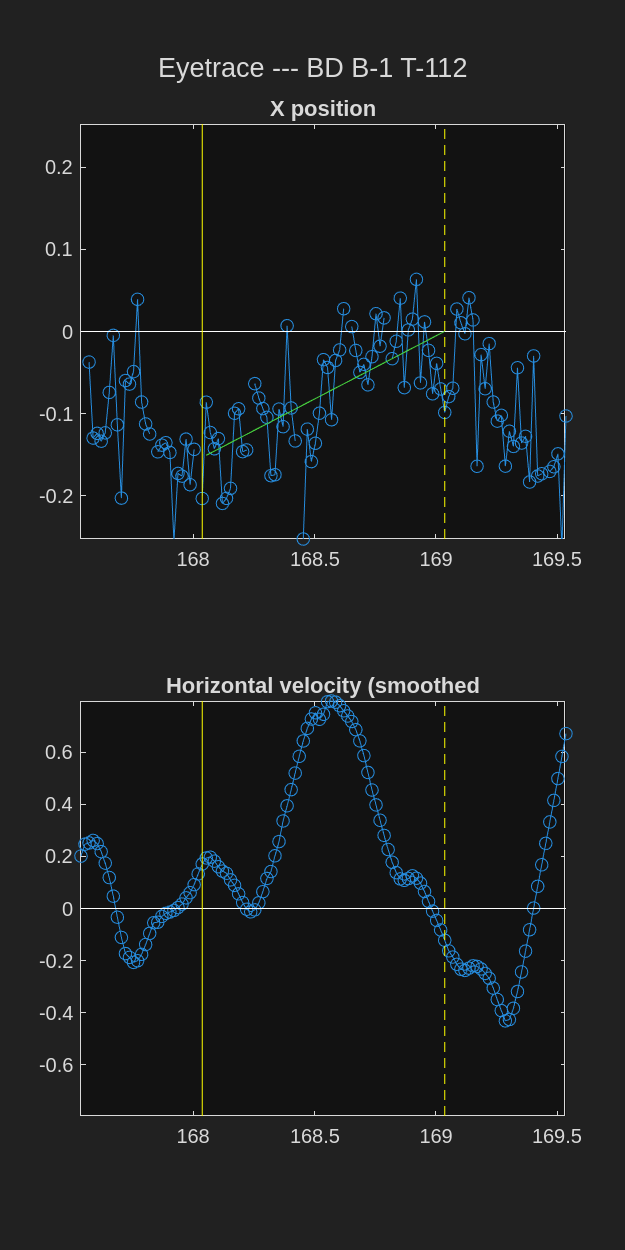 Eyetrace --- BD B-1 T-112
X position
0.2
0.1
0
-0.1
-0.2
168 168.5 169 169.5
Horizontal velocity (smoothed
0.6
0.4
0.2
0
-0.2
-0.4
-0.6
168 168.5 169 169.5